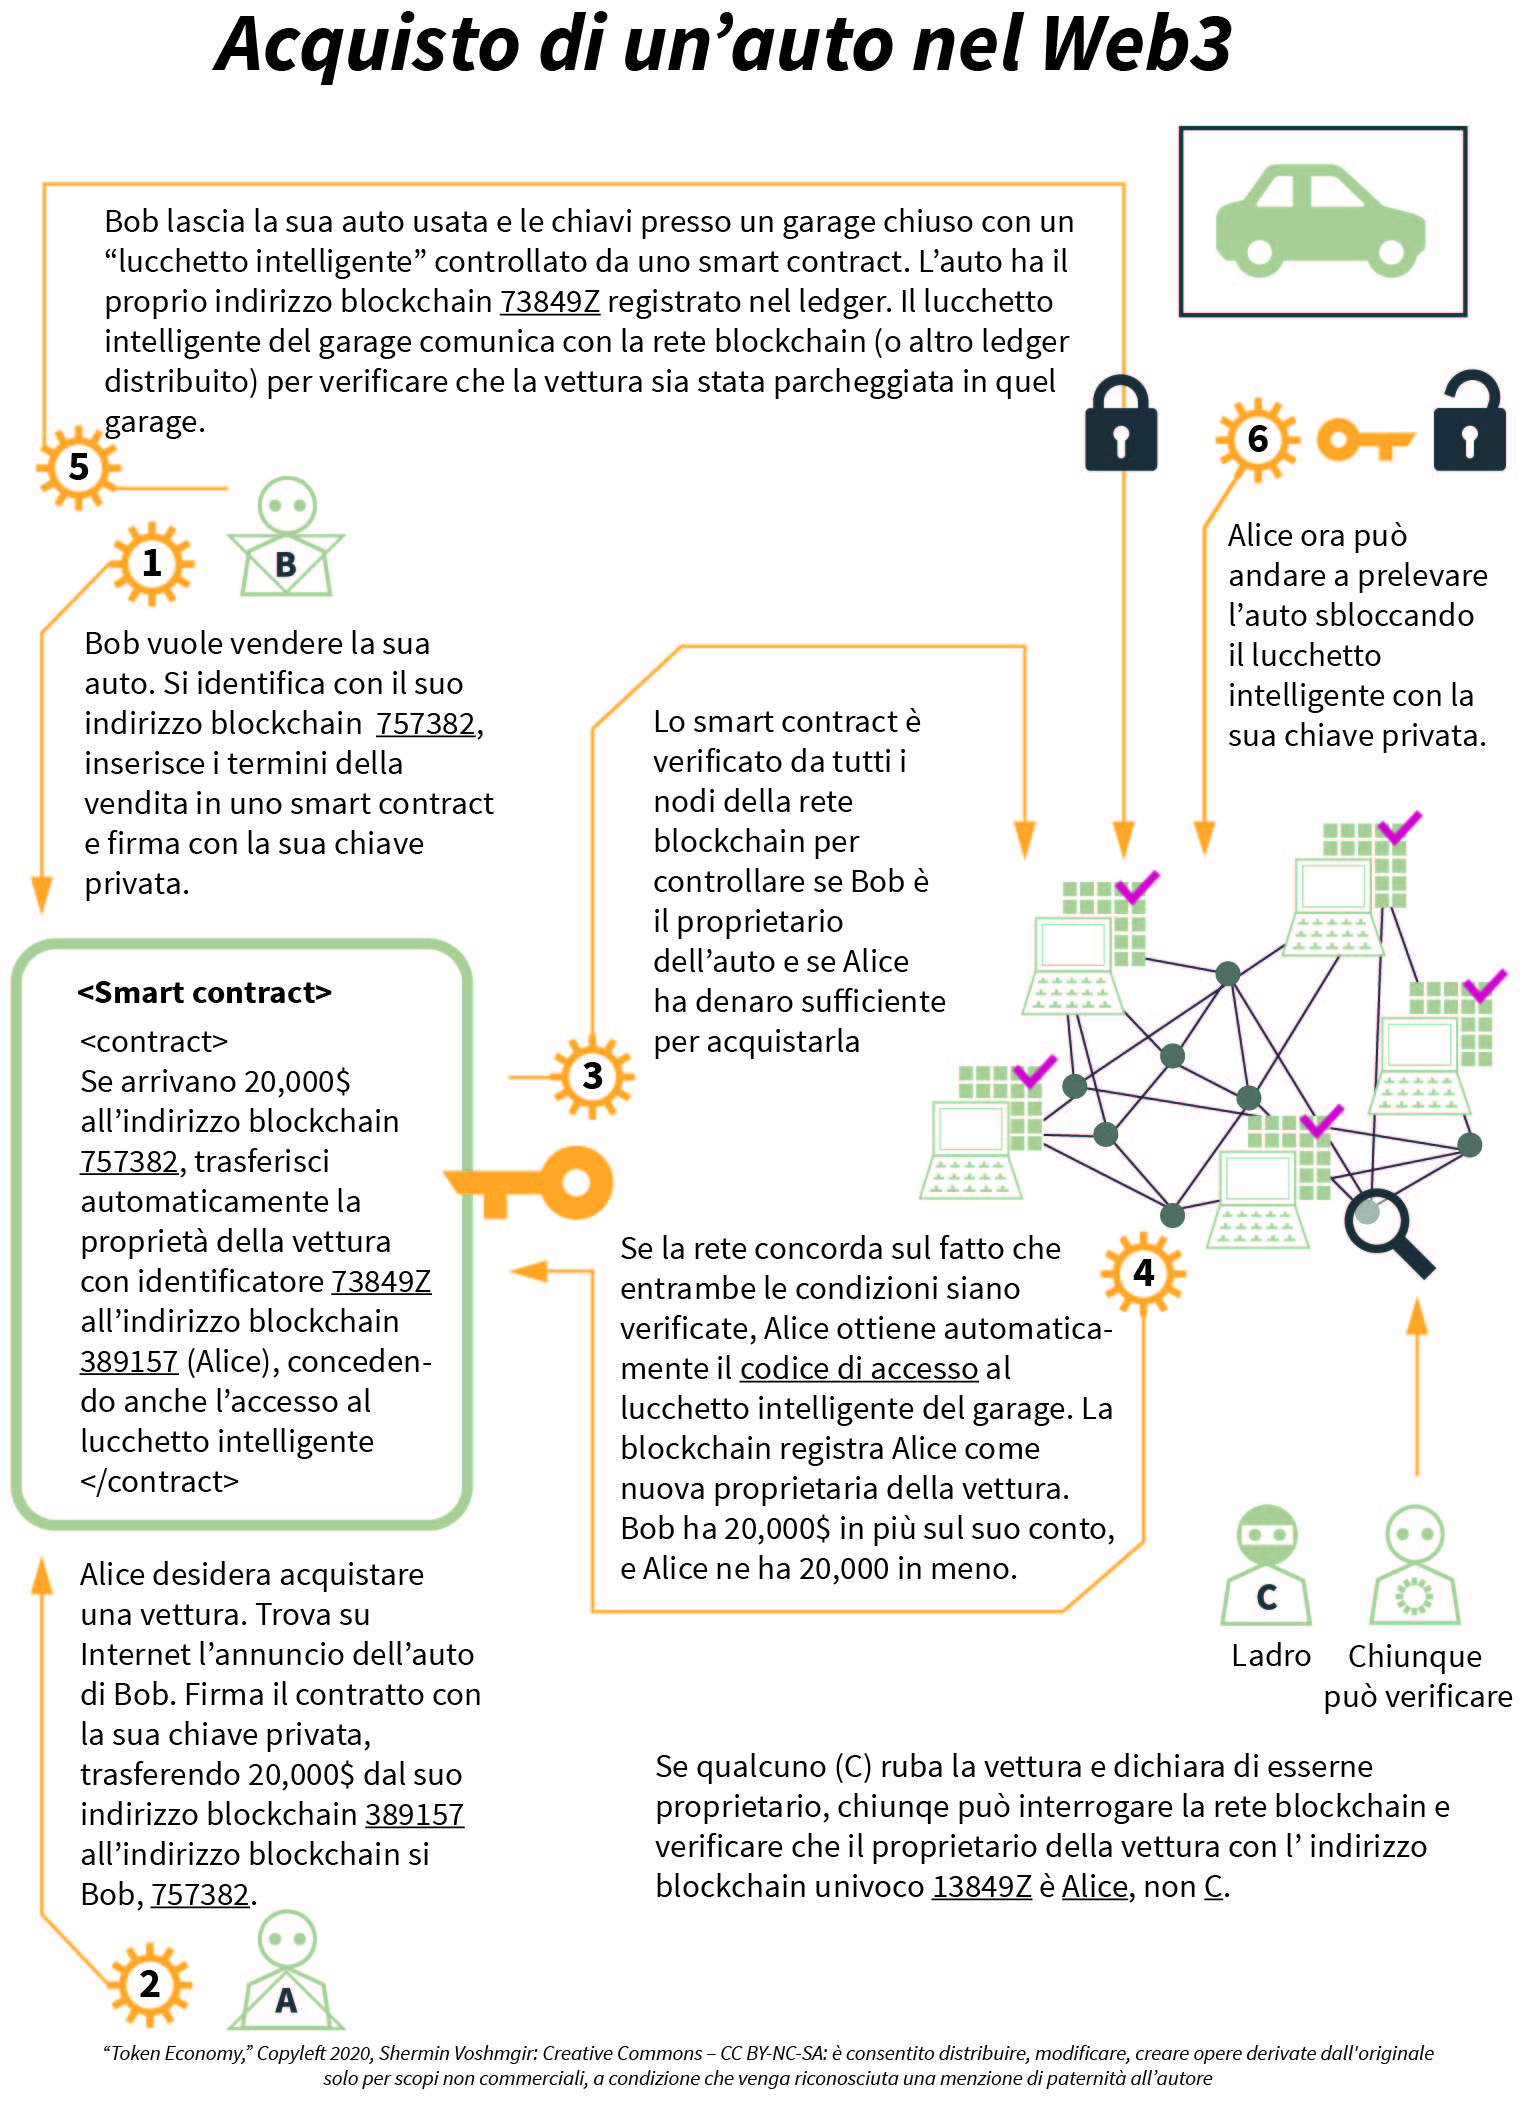 Acquisto di un’auto nel Web3
Bob lascia la sua auto usata e le chiavi presso un garage chiuso con un
“lucchetto intelligente” controllato da uno smart contract. L’auto ha il
proprio indirizzo blockchain 73849Z registrato nel ledger. Il lucchetto
intelligente del garage comunica con la rete blockchain (o altro ledger
distribuito) per verificare che la vettura sia stata parcheggiata in quel
garage.
5
B
1
Bob vuole vendere la sua
auto. Si identifica con il suo
indirizzo blockchain 757382,
inserisce i termini della
vendita in uno smart contract
e firma con la sua chiave
privata.
6
Alice ora può
andare a prelevare
l’auto sbloccando
il lucchetto
intelligente con la
sua chiave privata.
Lo smart contract è
verificato da tutti i
nodi della rete
blockchain per
controllare se Bob è
il proprietario
dell’auto e se Alice
ha denaro sufficiente
per acquistarla
3
<Smart contract>
<contract>
Se arrivano 20,000$
all’indirizzo blockchain
757382, trasferisci
automaticamente la
proprietà della vettura
con identificatore 73849Z
all’indirizzo blockchain
389157 (Alice), conceden-
do anche l’accesso al
lucchetto intelligente
</contract>
Se la rete concorda sul fatto che
entrambe le condizioni siano
verificate, Alice ottiene automatica-
mente il codice di accesso al
lucchetto intelligente del garage. La
blockchain registra Alice come
nuova proprietaria della vettura.
Bob ha 20,000$ in più sul suo conto,
e Alice ne ha 20,000 in meno.
4
Alice desidera acquistare
una vettura. Trova su
Internet l’annuncio dell’auto
di Bob. Firma il contratto con
la sua chiave privata,
trasferendo 20,000$ dal suo
indirizzo blockchain 389157
all’indirizzo blockchain si
Bob, 757382.
2
A
C
Ladro
Chiunque
può verificare
Se qualcuno (C) ruba la vettura e dichiara di esserne
proprietario, chiunqe può interrogare la rete blockchain e
verificare che il proprietario della vettura con l’ indirizzo
blockchain univoco 13849Z è Alice, non C.
“Token Economy,” Copyleft 2020, Shermin Voshmgir: Creative Commons – CC BY-NC-SA: è consentito distribuire, modificare, creare opere derivate dall'originale
solo per scopi non commerciali, a condizione che venga riconosciuta una menzione di paternità all’autore